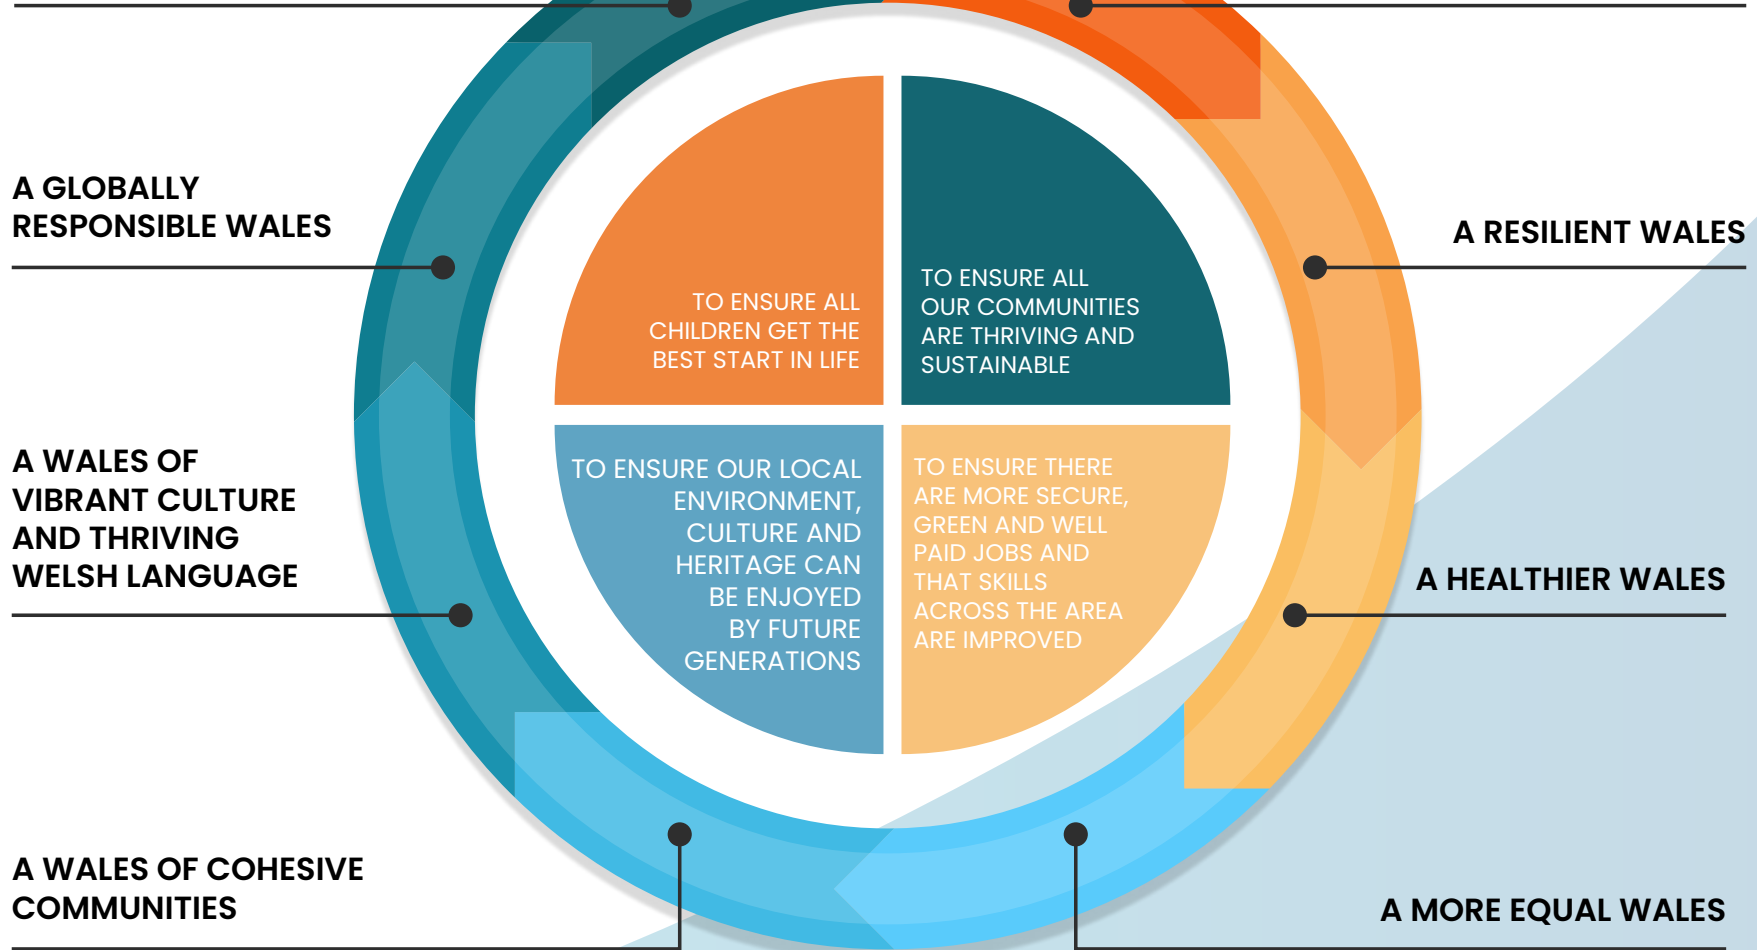 A GLOBALLY
RESPONSIBLE WALES
A RESILIENT WALES
TO ENSURE ALL
CHILDREN GET THE
BEST START IN LIFE
TO ENSURE ALL
OUR COMMUNITIES
ARE THRIVING AND
SUSTAINABLE
A WALES OF
VIBRANT CULTURE
AND THRIVING
WELSH LANGUAGE
TO ENSURE OUR LOCAL
ENVIRONMENT,
CULTURE AND
HERITAGE CAN
BE ENJOYED
BY FUTURE
GENERATIONS
TO ENSURE THERE
ARE MORE SECURE,
GREEN AND WELL
PAID JOBS AND
THAT SKILLS
ACROSS THE AREA
ARE IMPROVED
A HEALTHIER WALES
A WALES OF COHESIVE
COMMUNITIES
A MORE EQUAL WALES